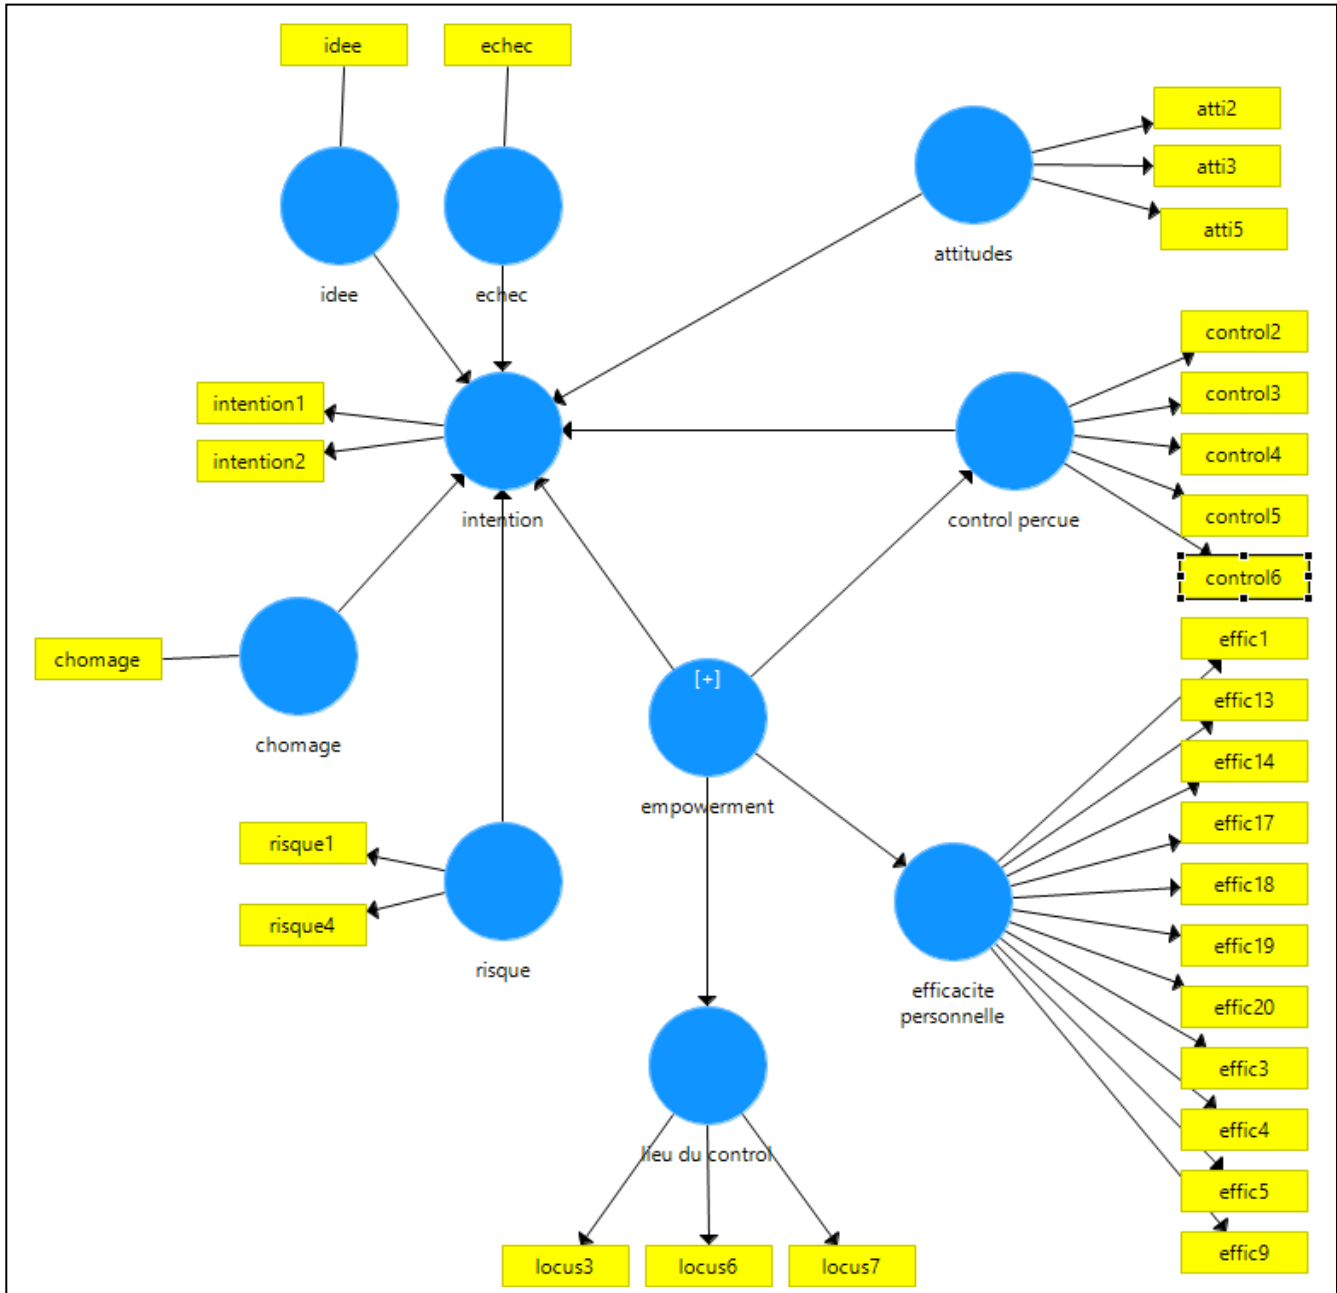 idee
echec
atti2
atti3
atti5
attitudes
idee
echec
control2
control3
control4
control5
control6
intention1
intention2
intention
control percue
chomage
chomage
effic1
effic13
effic14
effic17
effic18
effic19
effic20
effic3
effic4
effic5
effic9
[+]
empowerment
risque1
risque4
risque
efficacite
personnelle
lieu du control
locus3
locus6
locus7